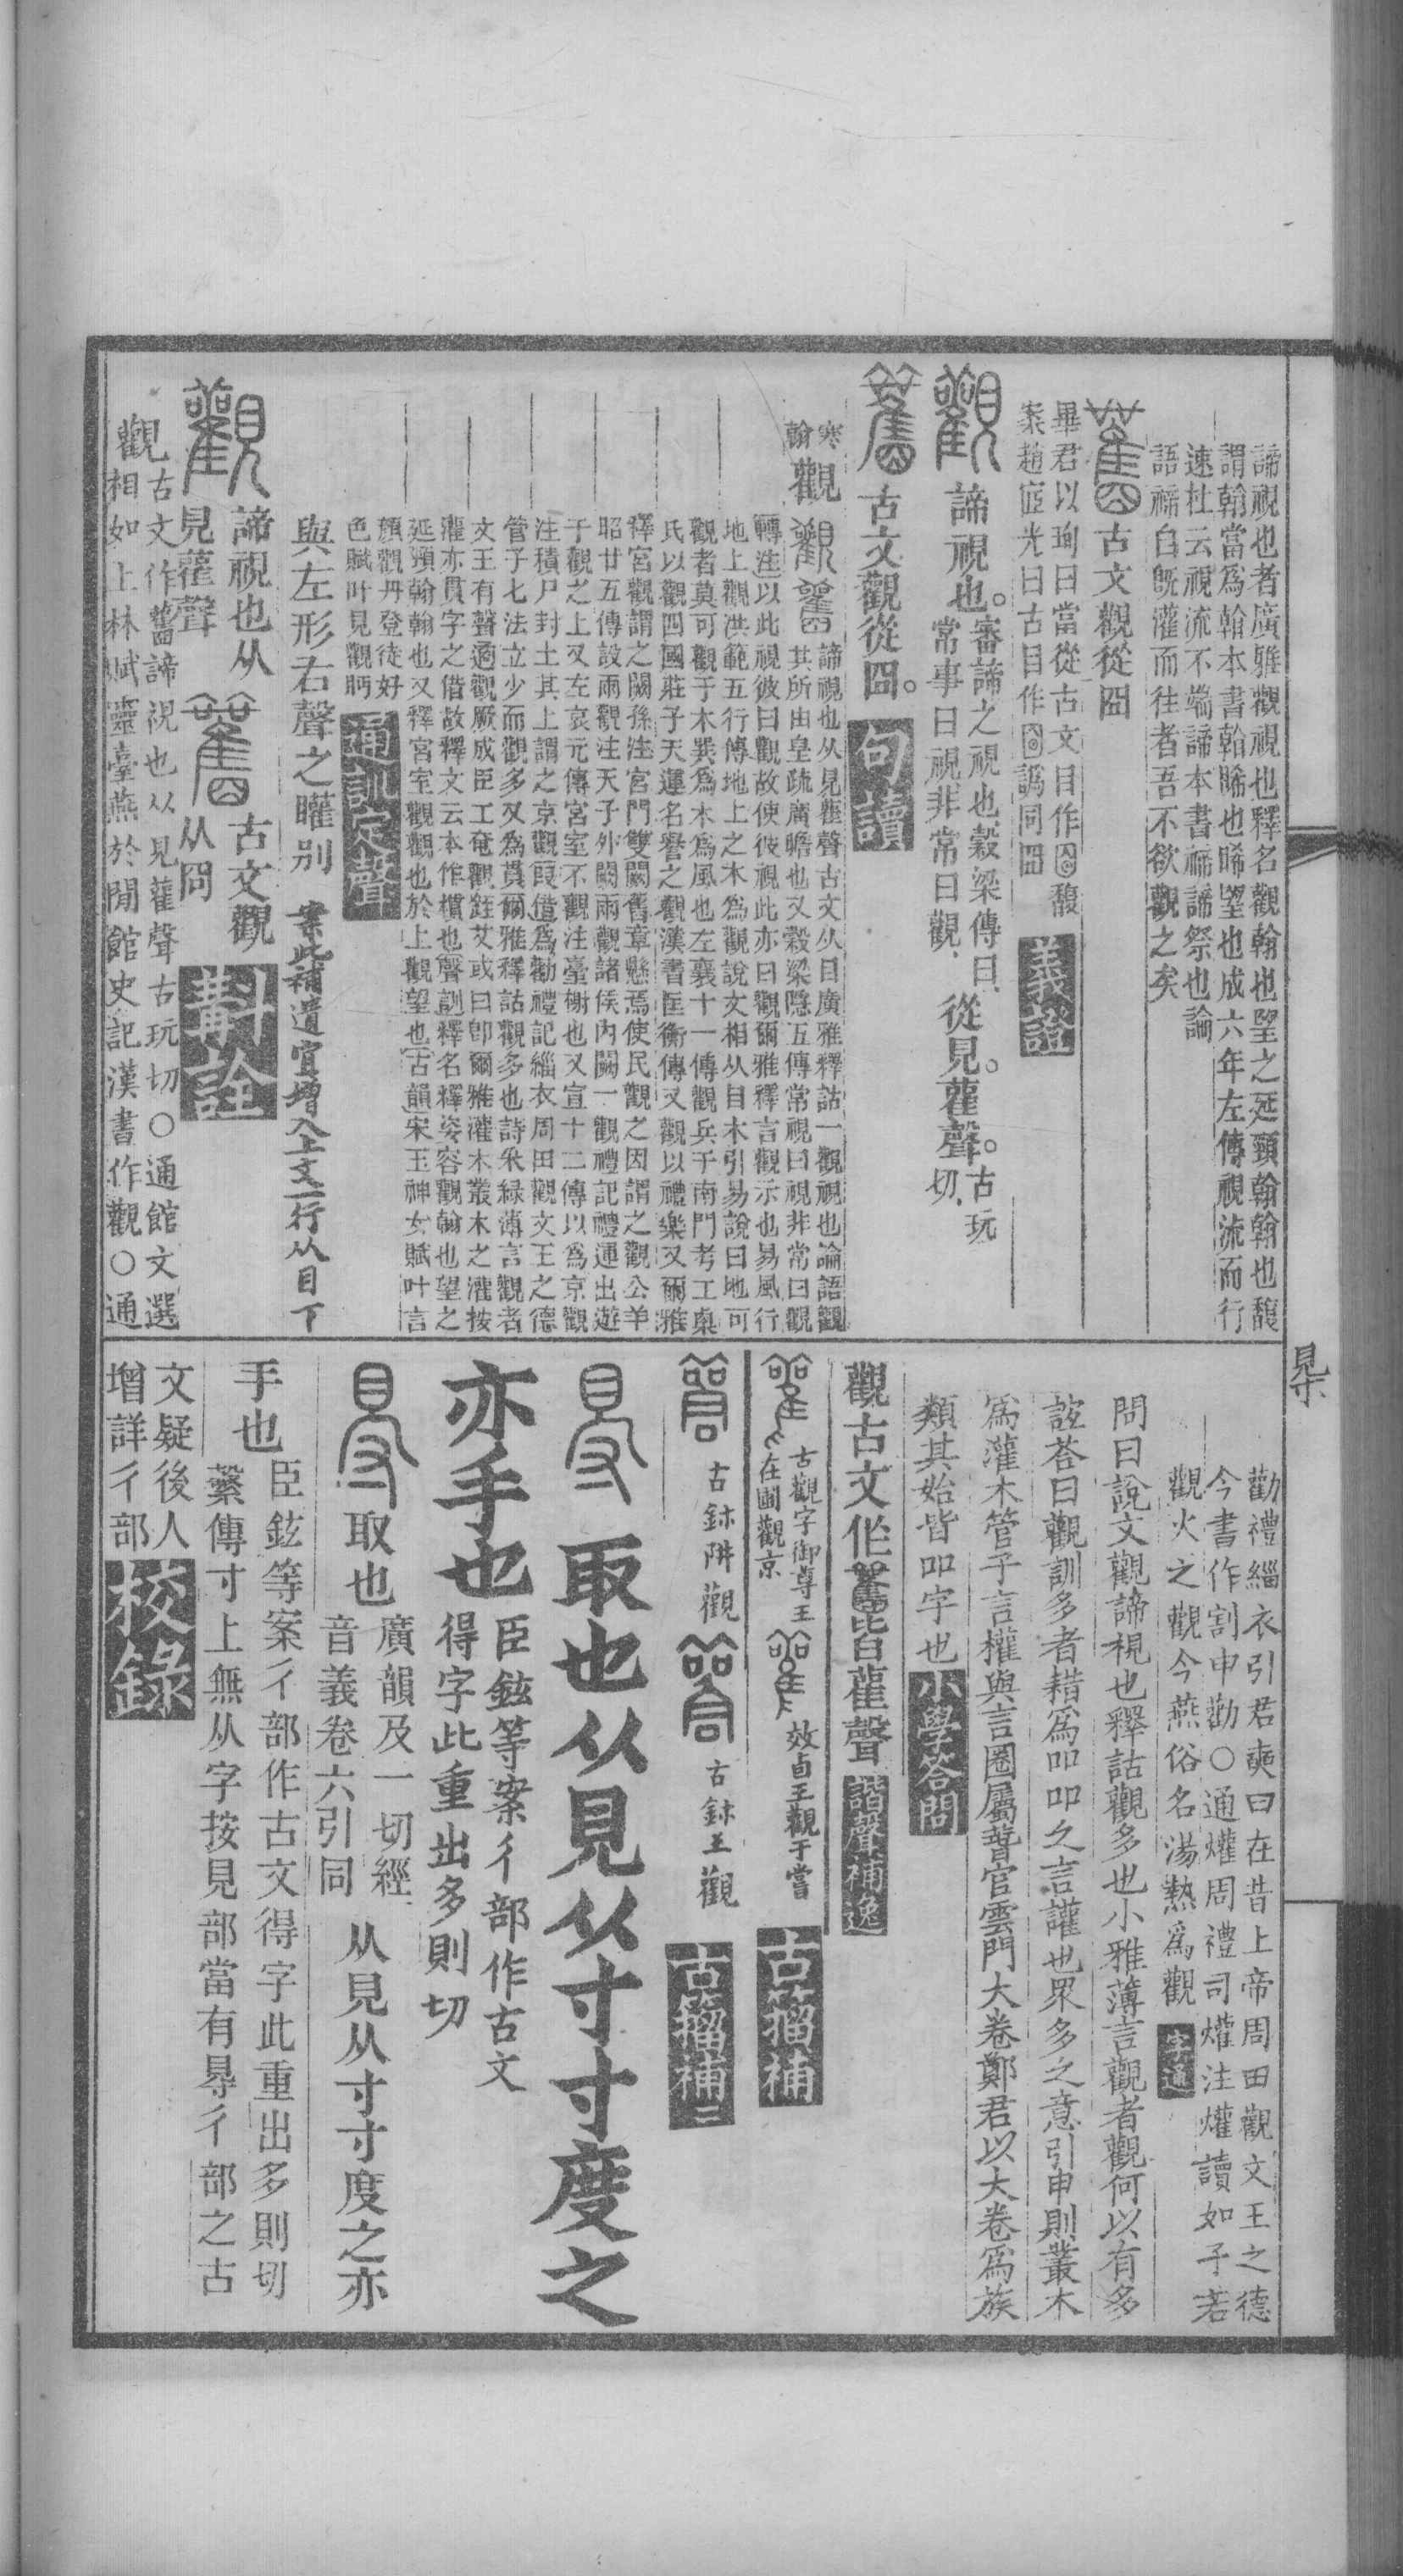 諦視也者廣雅觀視也釋名觀翰也望之延頸翰翰也馥
謂翰當爲翰本書翰晞也晞望也成六年左傳視流而行
速杜云視流不端諦本書禘諦祭也論
語禘自旣灌而往者吾不欲觀之矣
古文觀從囧
畢君以珣曰當從古文目作 馥
案趙宧光曰古目作 譌同囧
義證
觀 諦視也。審諦之視也、穀梁傳曰、
常事曰視、非常曰觀、
從見。雚聲。古玩切、
古文觀從囧。
句讀
寒
翰
觀
諦視也从見雚聲古文从目廣雅釋詁一觀視也論語觀
其所由皇疏廣瞻也又穀梁隱五傳常視曰視非常曰觀
轉注以此視彼曰觀故使彼視此亦曰觀爾雅釋言觀示也易風行
地上觀洪範五行傳地上之木爲觀說文相从目木引易說曰地可
觀者莫可觀于木巽爲木爲風也左襄十一傳觀兵于南門考工㮚
氏以觀四國莊子天運名譽之觀漢書匡衡傳又觀以禮樂又爾雅
釋宮觀謂之闕孫注宮門雙闕舊章懸焉使民觀之因謂之觀公羊
昭廿五傳設兩觀注天子外闕兩觀諸侯內闕一觀禮記禮運出遊
于觀之上又左哀元傳宮室不觀注臺榭也又宣十二傳以爲京觀
注積尸封土其上謂之京觀叚借爲勸禮記緇衣周田觀文王之德
管子七法立少而觀多又爲貫爾雅釋詁觀多也詩采綠薄言觀者
文王有聲遹觀厥成臣工奄觀銍艾或曰卽爾雅灌木叢木之灌按
灌亦貫字之借故釋文云本作樌也聲訓釋名釋姿容觀翰也望之
延頸翰翰也又釋宮室觀觀也於上觀望也古韻宋玉神女賦叶言
顏觀丹登徒好
色賦叶見觀眄
通訓定聲
與左形右聲之矔別 案此補遺宜增入上文一行从目下
觀 諦視也从
見雚聲
古文觀
从囧
斠詮
觀古文作 諦視也从見雚聲古玩切○通館文選
相如上林賦靈臺燕於閒館史記漢書作觀○通
見下
勸禮緇衣引君奭曰在昔上帝周田觀文王之德
今書作割申勸○通爟周禮司爟注爟讀如予若
觀火之觀今燕俗名湯熱爲觀
字通
問曰說文觀諦視也釋詁觀多也小雅薄言觀者觀何以有多
誼荅曰觀訓多者藉爲吅吅之言讙也眾多之意引申則叢木
爲灌木管子言權與言圈屬瞽官雲門大卷鄭君以大卷爲族
類其始皆吅字也
小學答問
觀古文作 皆雚聲
諧聲補逸
古觀字御尊王
在圃觀京
效卣王觀于嘗
古籀補
古鉢 觀
古鉢王觀
古籀補二
取也从見从寸寸度之
亦手也
臣鉉等案彳部作古文
得字此重出多則切
取也
廣韻及一切經
音義卷六引同
从見从寸寸度之亦
手也
臣鉉等案彳部作古文得字此重出多則切
繫傳寸上無从字按見部當有㝵彳部之古
文疑後人
增詳彳部
校錄